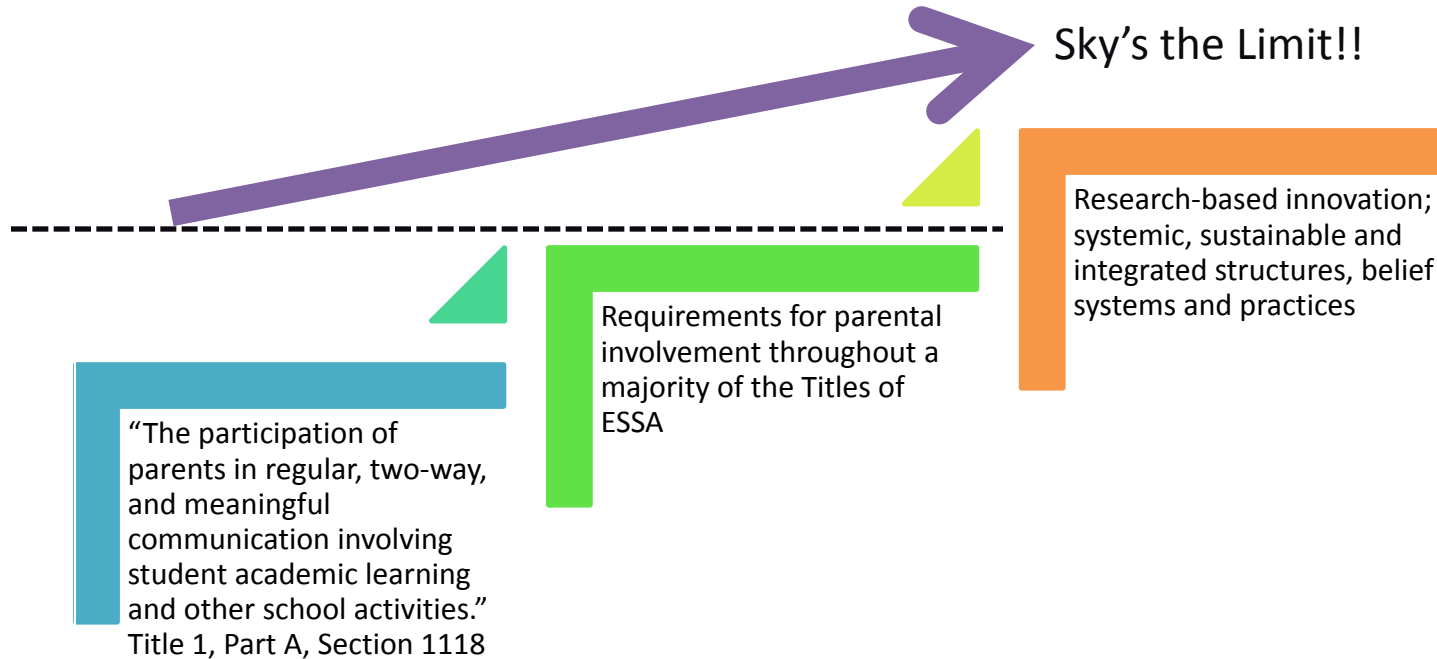 Sky’s the Limit!!
“The participation of
parents in regular, two-way,
and meaningful
communication involving
student academic learning
and other school activities.”
Title 1, Part A, Section 1118
Requirements for parental
involvement throughout a
majority of the Titles of
ESSA
Research-based innovation;
systemic, sustainable and
integrated structures, belief
systems and practices